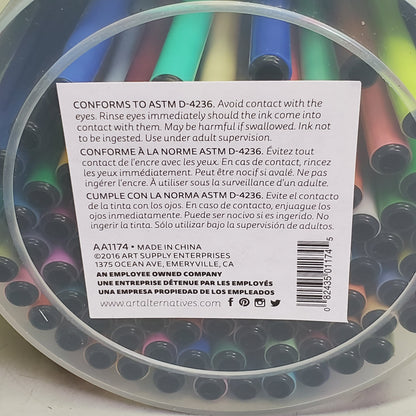 CONFORMS TO ASTM D-4236. Avoid contact with the
eyes. Rinse eyes immediately should the ink come into
contact with them. May be harmful if swallowed. Ink not
to be ingested. Use under adult supervision.
CONFORME À LA NORME ASTM D-4236. Évitez tout
contact de l'encre avec les yeux. En cas de contact, rincez
les yeux immédiatement. Peut être nocif si avalé. Ne pas
ingérer l'encre. À utiliser sous la surveillance d'un adulte.
CUMPLE CON LA NORMA ASTM D-4236. Evite el contacto
de la tinta con los ojos. En caso de contacto, enjuague los
ojos inmediatamente. Puede ser nocivo si es ingerido. No
ingerir la tinta. Sólo utilizar bajo la supervisión de adultos.
AA1174 • MADE IN CHINA
©2016 ART SUPPLY ENTERPRISES
1375 OCEAN AVE, EMERYVILLE, CA
AN EMPLOYEE OWNED COMPANY
UNE ENTREPRISE DÉTENUE PAR LES EMPLOYÉS
UNA EMPRESA PROPIEDAD DE LOS EMPLEADOS
www.artalternatives.com
0 82435 01174 5